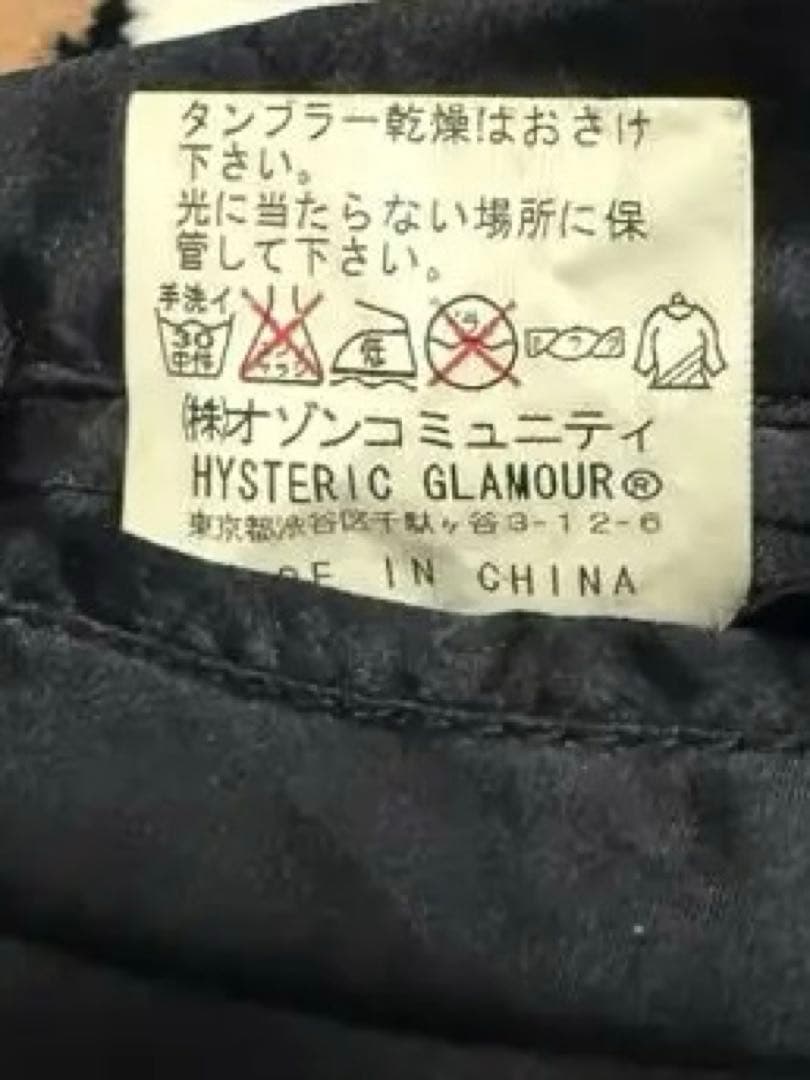 タンブラー乾燥はおさけ
下さい。
光に当たらない場所に保
管して下さい。
手洗イ
30
中性
低
㈱オゾンコミュニティ
HYSTERIC GLAMOUR®
東京都渋谷区千駄ヶ谷3-12-6
IN CHINA